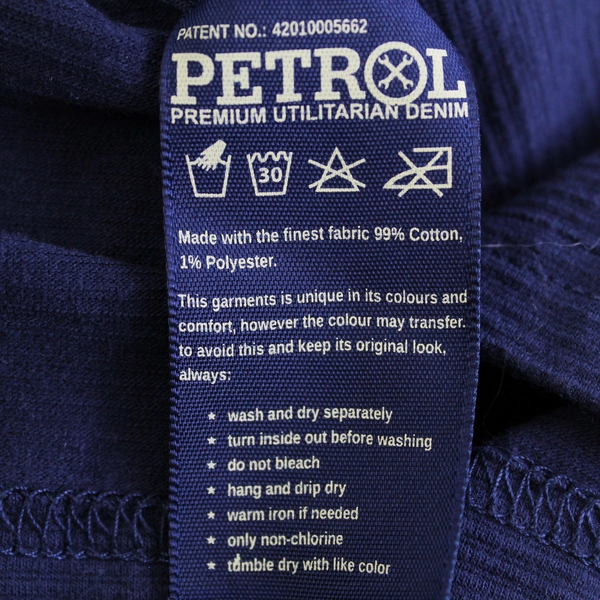 PATENT NO.: 42010005662
PETROL
PREMIUM UTILITARIAN DENIM
30
Made with the finest fabric 99% Cotton,
1% Polyester.
This garments is unique in its colours and
comfort, however the colour may transfer.
to avoid this and keep its original look,
always:
★ wash and dry separately
★ turn inside out before washing
★ do not bleach
★ hang and drip dry
★ warm iron if needed
★ only non-chlorine
★ tumble dry with like color